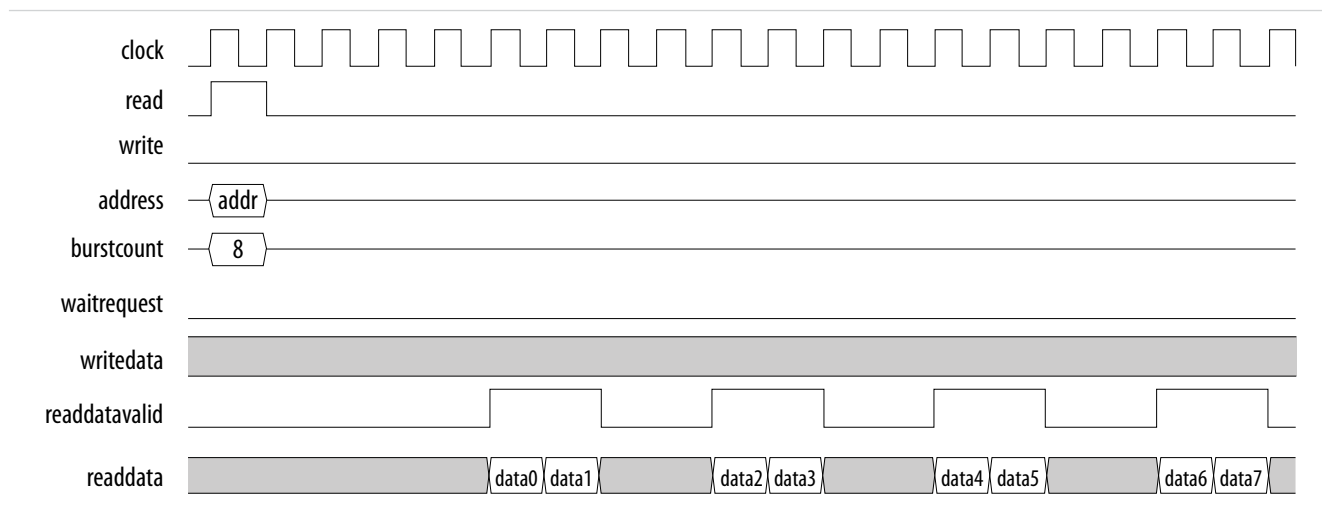 clock
read
write
address addr
burstcount 8
waitrequest
writedata
readdatavalid
readdata data0 data1 data2 data3 data4 data5 data6 data7